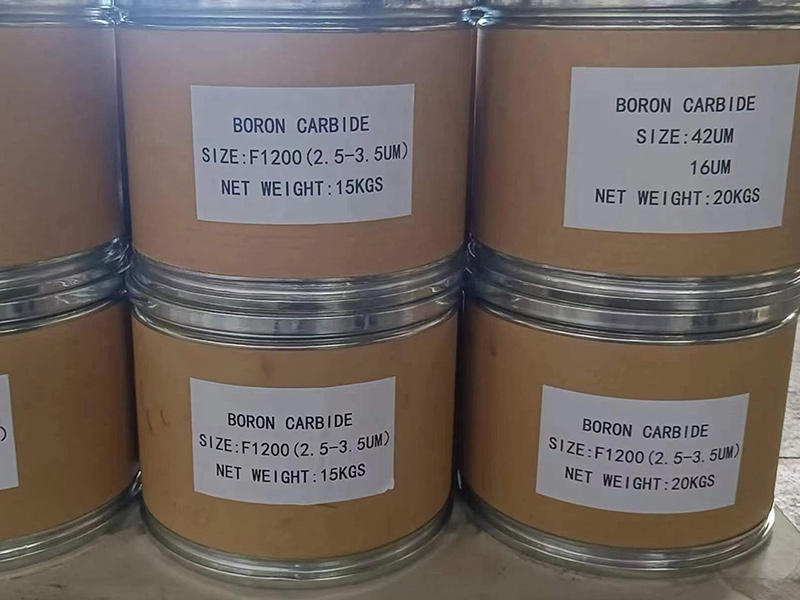 BORON CARBIDE
SIZE:F1200(2.5-3.5UM)
NET WEIGHT:15KGS
BORON CARBIDE
SIZE:42UM
16UM
NET WEIGHT:20KGS
)
BORON CARBIDE
SIZE:F1200(2.5-3.5UM)
NET WEIGHT:15KGS
BORON CARBIDE
SIZE:F1200(2.5-3.5UM)
NET WEIGHT:20KGS